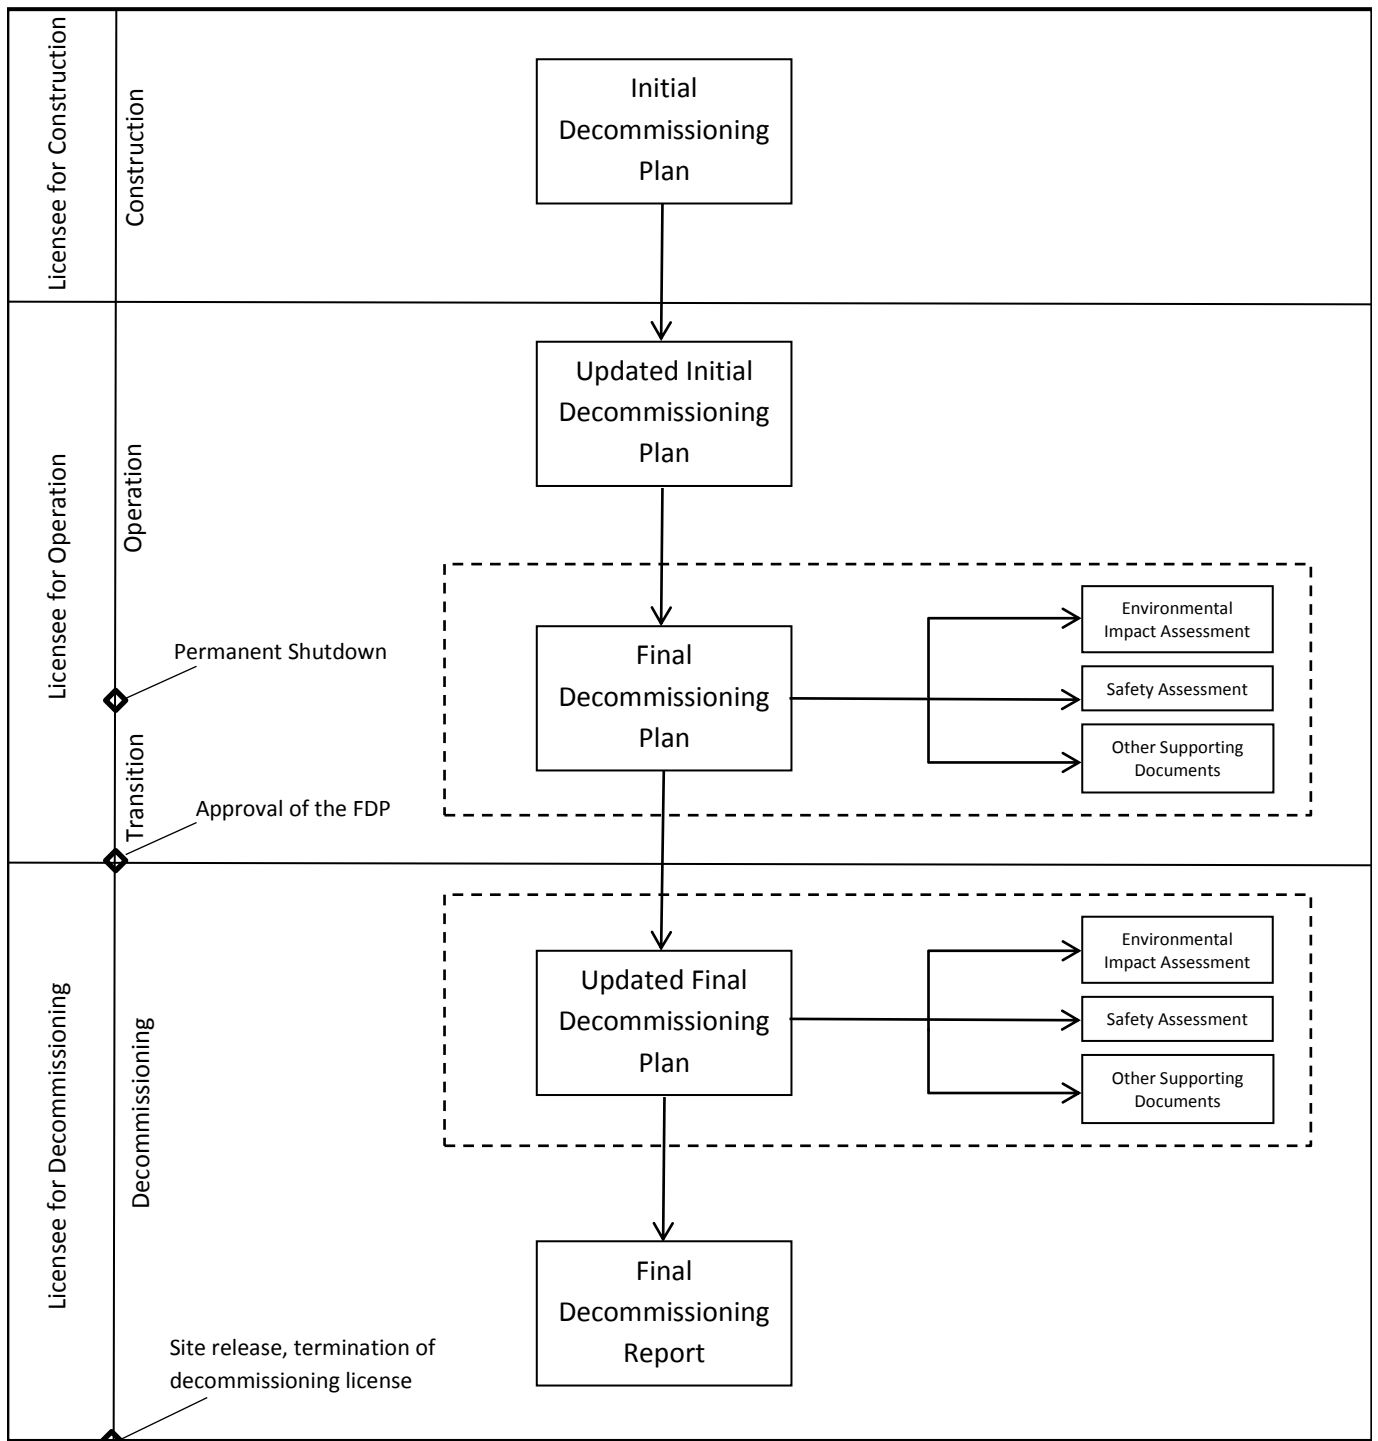 Licensee for Construction
Construction
Initial
Decommissioning
Plan
Licensee for Operation
Operation
Updated Initial
Decommissioning
Plan
Permanent Shutdown
Final
Decommissioning
Plan
Environmental
Impact Assessment
Safety Assessment
Other Supporting
Documents
Transition
Approval of the FDP
Licensee for Decommissioning
Decommissioning
Updated Final
Decommissioning
Plan
Environmental
Impact Assessment
Safety Assessment
Other Supporting
Documents
Final
Decommissioning
Report
Site release, termination of
decommissioning license